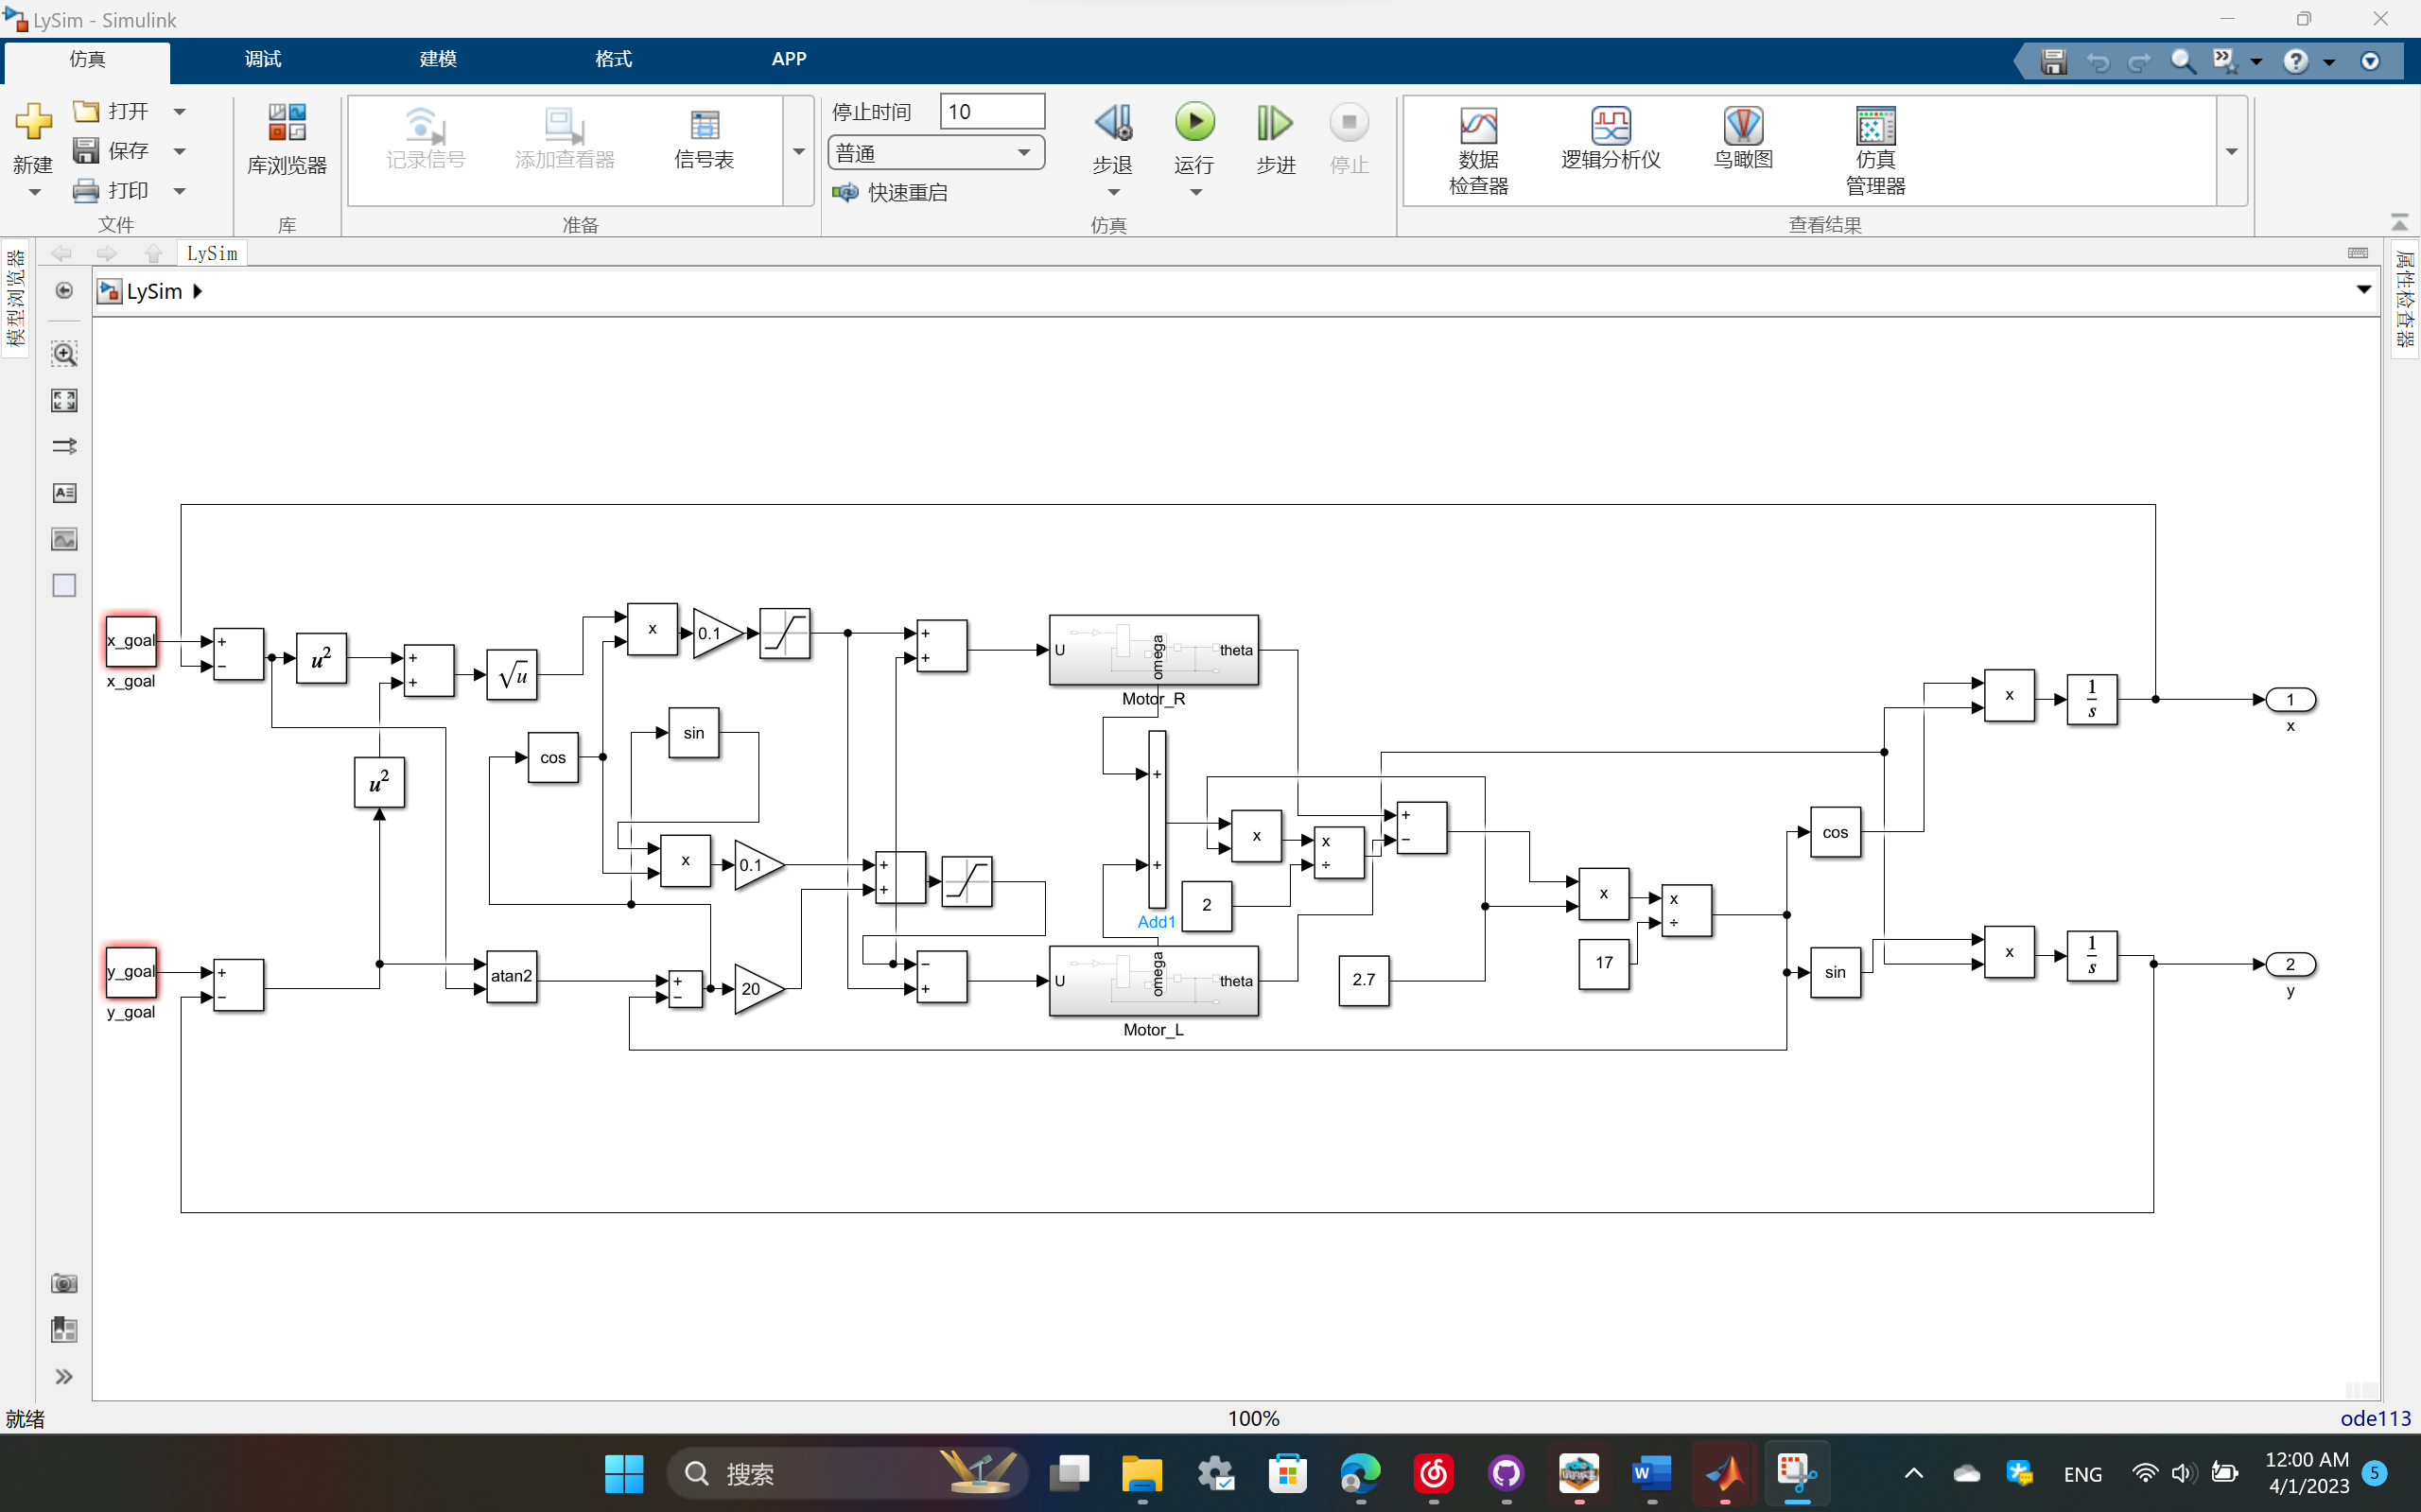 LySim - Simulink
仿真 调试 建模 格式 APP
新建
打开
保存
打印
文件
库浏览器
库
记录信号
添加查看器
信号表
准备
停止时间 10
普通
快速重启
步退
运行
步进
停止
仿真
数据
检查器
逻辑分析仪
鸟瞰图
仿真
管理器
查看结果
模型浏览器
LySim
LySim
属性检查器
x_goal
x_goal
+
−
u²
+
+
√u
x
0.1
+
+
U omega theta
Motor_R
x
1
s
1
x
sin
cos
u²
+
x
+
−
cos
x
x
÷
x
0.1
+
+
+
2
Add1
x
x
÷
y_goal
y_goal
+
−
atan2
+
−
20
−
+
U omega theta
Motor_L
2.7
17
sin
x
1
s
2
y
就绪
100%
ode113
搜索
ENG
12:00 AM
4/1/2023
5